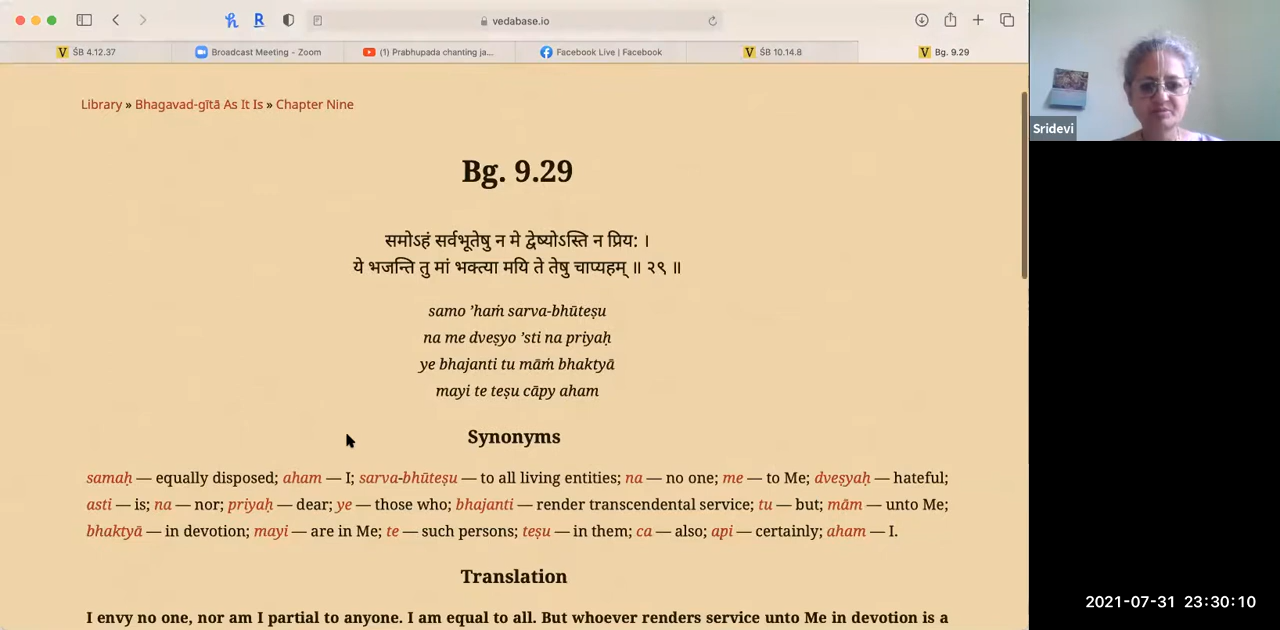 vedabase.io
ŚB 4.12.37
Broadcast Meeting - Zoom
(1) Prabhupada chanting ja...
Facebook Live | Facebook
ŚB 10.14.8
Bg. 9.29
Library » Bhagavad-gītā As It Is » Chapter Nine
Bg. 9.29
समोऽहं सर्वभूतेषु न मे द्वेष्योऽस्ति न प्रिय: ।
ये भजन्ति तु मां भक्त्या मयि ते तेषु चाप्यहम् ॥ २९ ॥
samo ’haṁ sarva-bhūteṣu
na me dveṣyo ’sti na priyaḥ
ye bhajanti tu māṁ bhaktyā
mayi te teṣu cāpy aham
Synonyms
samaḥ — equally disposed; aham — I; sarva-bhūteṣu — to all living entities; na — no one; me — to Me; dveṣyaḥ — hateful;
asti — is; na — nor; priyaḥ — dear; ye — those who; bhajanti — render transcendental service; tu — but; mām — unto Me;
bhaktyā — in devotion; mayi — are in Me; te — such persons; teṣu — in them; ca — also; api — certainly; aham — I.
Translation
I envy no one, nor am I partial to anyone. I am equal to all. But whoever renders service unto Me in devotion is a
Sridevi
2021-07-31 23:30:10